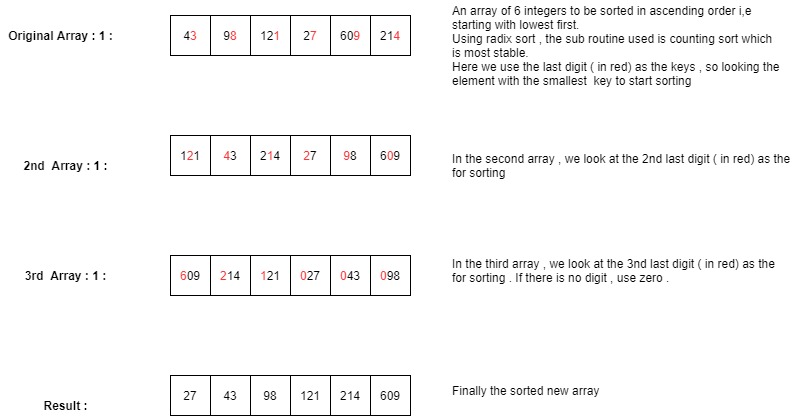 Original Array : 1 :
43 98 121 27 609 214
An array of 6 integers to be sorted in ascending order i,e
starting with lowest first.
Using radix sort , the sub routine used is counting sort which
is most stable.
Here we use the last digit ( in red) as the keys , so looking the
element with the smallest key to start sorting
2nd Array : 1 :
121 43 214 27 98 609
In the second array , we look at the 2nd last digit ( in red) as the
for sorting
3rd Array : 1 :
609 214 121 027 043 098
In the third array , we look at the 3nd last digit ( in red) as the
for sorting . If there is no digit , use zero .
Result :
27 43 98 121 214 609
Finally the sorted new array